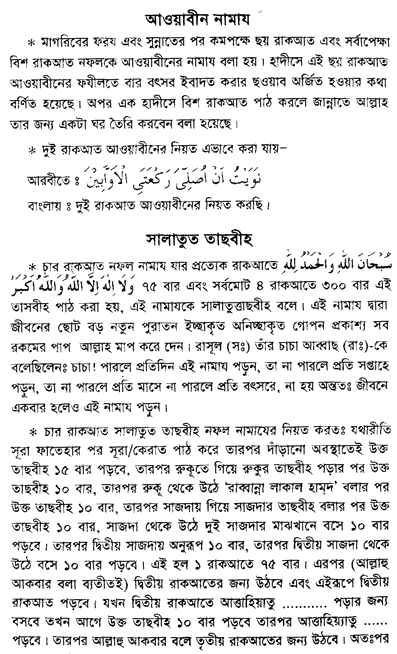 আওয়াবীন নামায
* মাগরিবের ফরয এবং সুন্নাতের পর কমপক্ষে ছয় রাকআত এবং সর্বাপেক্ষা
বিশ রাকআত নফলকে আওয়াবীনের নামায বলা হয়। হাদীসে এই ছয় রাকআত
আওয়াবীনের ফযীলতে বার বৎসর ইবাদত করার ছওয়াব অর্জিত হওয়ার কথা
বর্ণিত হয়েছে। অপর এক হাদীসে বিশ রাকআত পাঠ করলে জান্নাতে আল্লাহ
তার জন্য একটা ঘর তৈরি করবেন বলা হয়েছে।
* দুই রাকআত আওয়াবীনের নিয়ত এভাবে করা যায়–
আরবীতে ঃ نَوَيْتُ اَنْ اُصَلِّىَ رَكْعَتَىِ الْاَوَّابِيْنَ
বাংলায় ঃ দুই রাকআত আওয়াবীনের নিয়ত করছি।
সালাতুত তাছবীহ
* চার রাকআত নফল নামায যার প্রত্যেক রাকআতে سُبْحَانَ اللهِ وَالْحَمْدُ لِلّٰهِ
وَلَا اِلٰهَ اِلَّا اللهُ وَاللهُ اَكْبَرُ ৭৫ বার এবং সর্বমোট ৪ রাকআতে ৩০০ বার এই
তাসবীহ পাঠ করা হয়, এই নামাযকে সালাতুত্তাছবীহ বলে। এই নামায দ্বারা
জীবনের ছোট বড় নতুন পুরাতন ইচ্ছাকৃত অনিচ্ছাকৃত গোপন প্রকাশ্য সব
রকমের পাপ আল্লাহ মাপ করে দেন। রাসূল (সঃ) তাঁর চাচা আব্বাছ (রাঃ)-কে
বলেছিলেনঃ চাচা! পারলে প্রতিদিন এই নামায পড়ুন, তা না পারলে প্রতি সপ্তাহে
পড়ুন, তা না পারলে প্রতি মাসে না পারলে প্রতি বৎসরে, না হয় অন্ততঃ জীবনে
একবার হলেও এই নামায পড়ুন।
* চার রাকআত সালাতুত তাছবীহ নফল নামাযের নিয়ত করতঃ যথারীতি
সূরা ফাতেহার পর সূরা/কেরাত পাঠ করে তারপর দাঁড়ানো অবস্থাতেই উক্ত
তাছবীহ ১৫ বার পড়বে, তারপর রুকূতে গিয়ে রুকূর তাছবীহ পড়ার পর উক্ত
তাছবীহ ১০ বার, তারপর রুকূ থেকে উঠে ‘রাব্বান্না লাকাল হাম্‌দ’ বলার পর
উক্ত তাছবীহ ১০ বার, তারপর সাজদায় গিয়ে সাজদার তাছবীহ বলার পর উক্ত
তাছবীহ ১০ বার, সাজদা থেকে উঠে দুই সাজদার মাঝখানে বসে ১০ বার
পড়বে। তারপর দ্বিতীয় সাজদায় অনুরূপ ১০ বার, তারপর দ্বিতীয় সাজদা থেকে
উঠে বসে ১০ বার পড়বে। এই হল ১ রাকাআতে ৭৫ বার। এরপর (আল্লাহু
আকবার বলা ব্যতীতই) দ্বিতীয় রাকআতের জন্য উঠবে এবং এইরূপে দ্বিতীয়
রাকআত পড়বে। যখন দ্বিতীয় রাকআতে আত্তাহিয়াতু ........... পড়ার জন্য
বসবে তখন আগে উক্ত তাছবীহ ১০ বার পড়বে তারপর আত্তাহিয়্যাতু ......
পড়বে। তারপর আল্লাহু আকবার বলে তৃতীয় রাকআতের জন্য উঠবে। অতঃপর